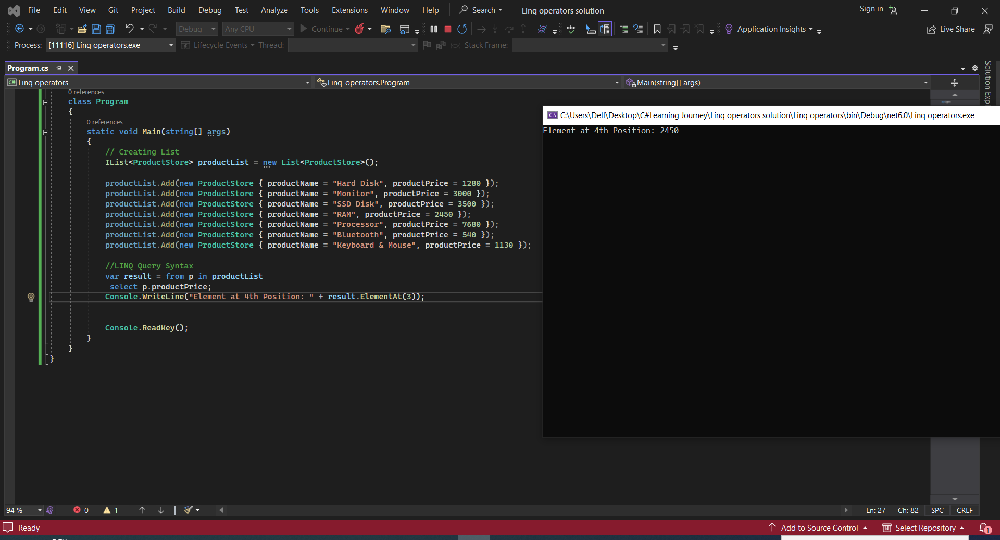 File Edit View Git Project Build Debug Test Analyze Tools Extensions Window Help Search Linq operators solution Sign in
Debug Any CPU Continue Application Insights Live Share
Process: [11116] Linq operators.exe Lifecycle Events Thread: Stack Frame:
Program.cs
Linq operators Linq_operators.Program Main(string[] args)
Solution Expl
0 references
class Program
{
0 references
static void Main(string[] args)
{
// Creating List
IList<ProductStore> productList = new List<ProductStore>();
productList.Add(new ProductStore { productName = "Hard Disk", productPrice = 1280 });
productList.Add(new ProductStore { productName = "Monitor", productPrice = 3000 });
productList.Add(new ProductStore { productName = "SSD Disk", productPrice = 3500 });
productList.Add(new ProductStore { productName = "RAM", productPrice = 2450 });
productList.Add(new ProductStore { productName = "Processor", productPrice = 7680 });
productList.Add(new ProductStore { productName = "Bluetooth", productPrice = 540 });
productList.Add(new ProductStore { productName = "Keyboard & Mouse", productPrice = 1130 });
//LINQ Query Syntax
var result = from p in productList
select p.productPrice;
Console.WriteLine("Element at 4th Position: " + result.ElementAt(3));
Console.ReadKey();
}
}
}
C:\Users\Dell\Desktop\C#Learning Journey\Linq operators solution\Linq operators\bin\Debug\net6.0\Linq operators.exe
Element at 4th Position: 2450
94 % 0 1 Ln: 27 Ch: 82 SPC CRLF
Ready Add to Source Control Select Repository 1